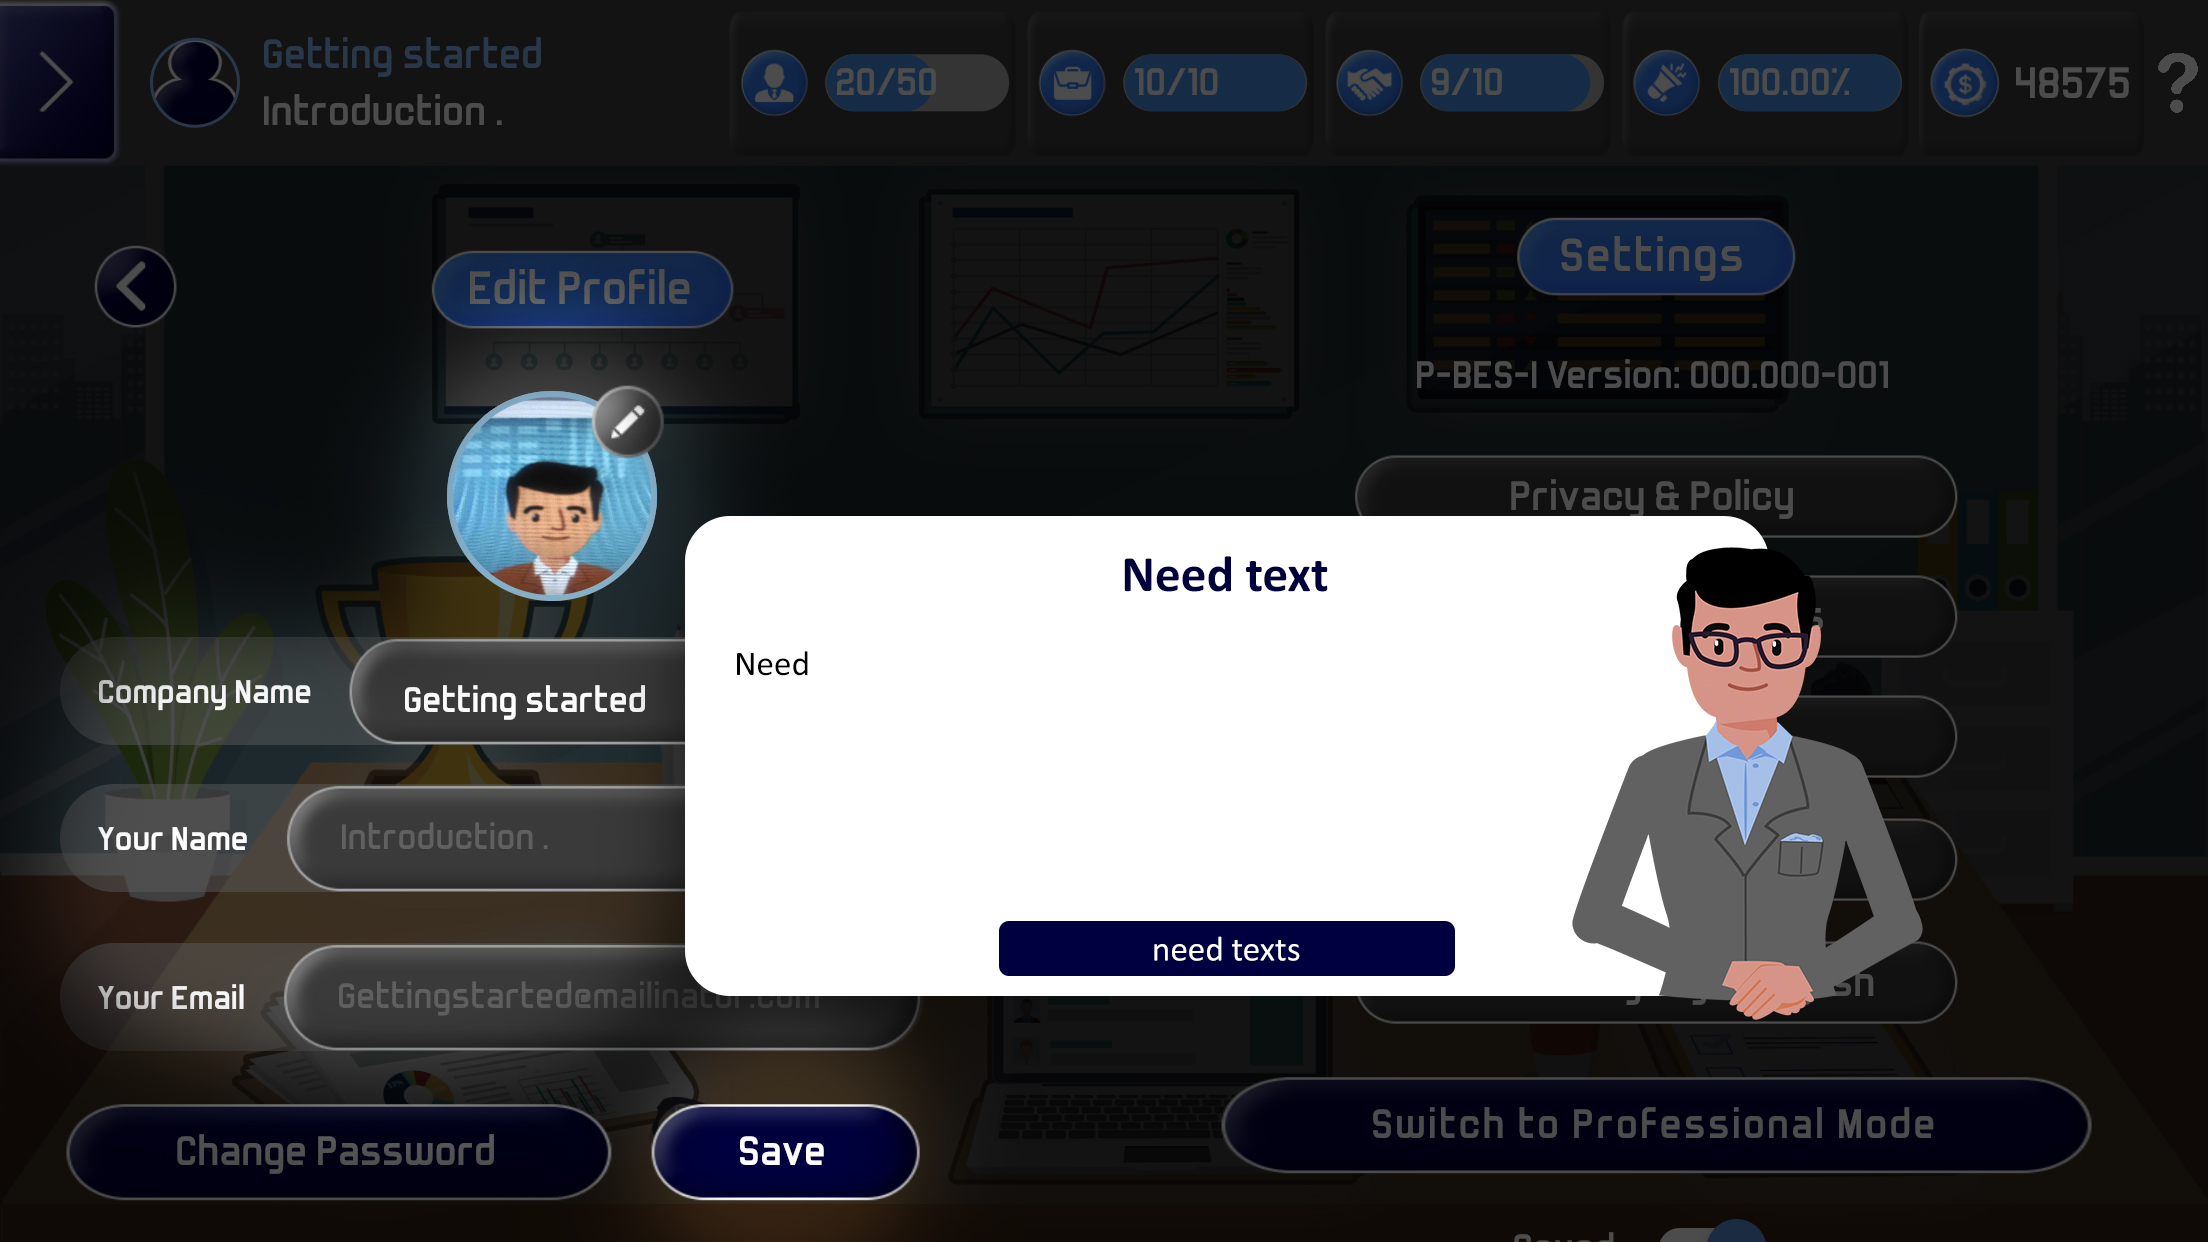 Getting started
Introduction .
20/50
10/10
9/10
100.00%
48575
?
Edit Profile
Settings
P-BES-I Version: 000.000-001
Privacy & Policy
Need text
Need
need texts
Company Name
Getting started
Your Name
Introduction .
Your Email
Gettingstarted@mailinator.com
Change Password
Save
Switch to Professional Mode